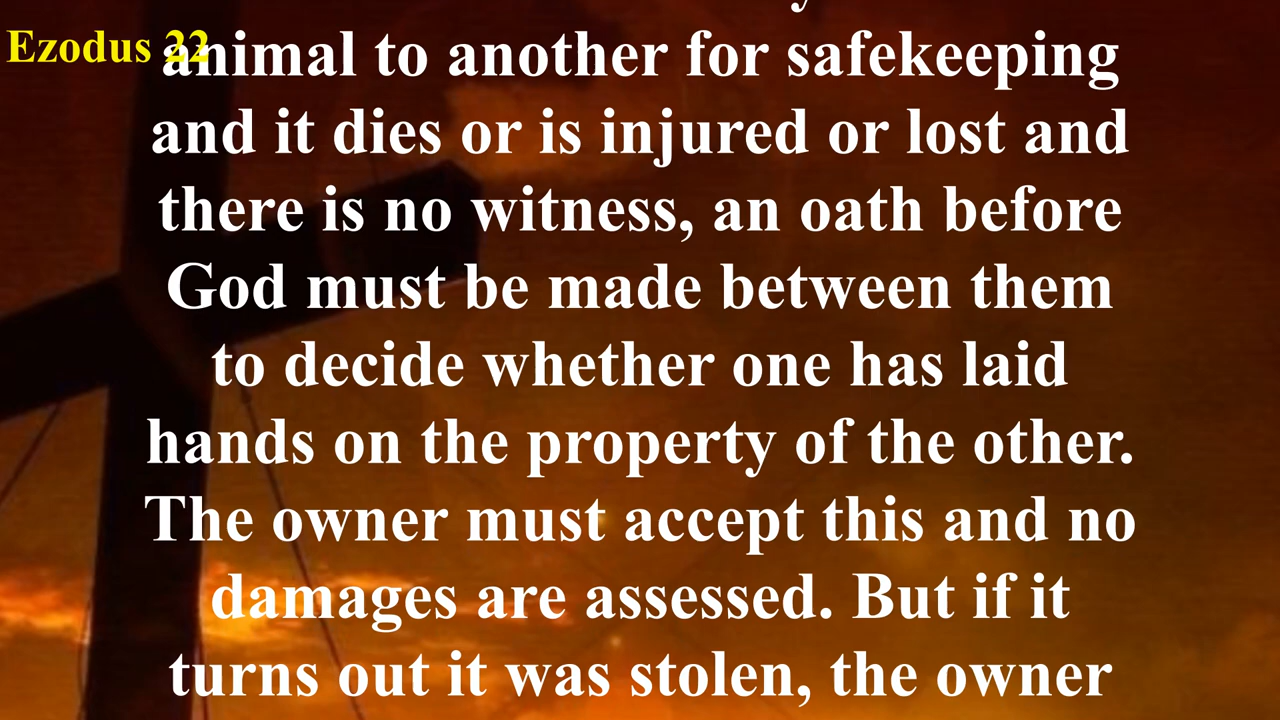 Ezodus 22
animal to another for safekeeping
and it dies or is injured or lost and
there is no witness, an oath before
God must be made between them
to decide whether one has laid
hands on the property of the other.
The owner must accept this and no
damages are assessed. But if it
turns out it was stolen, the owner